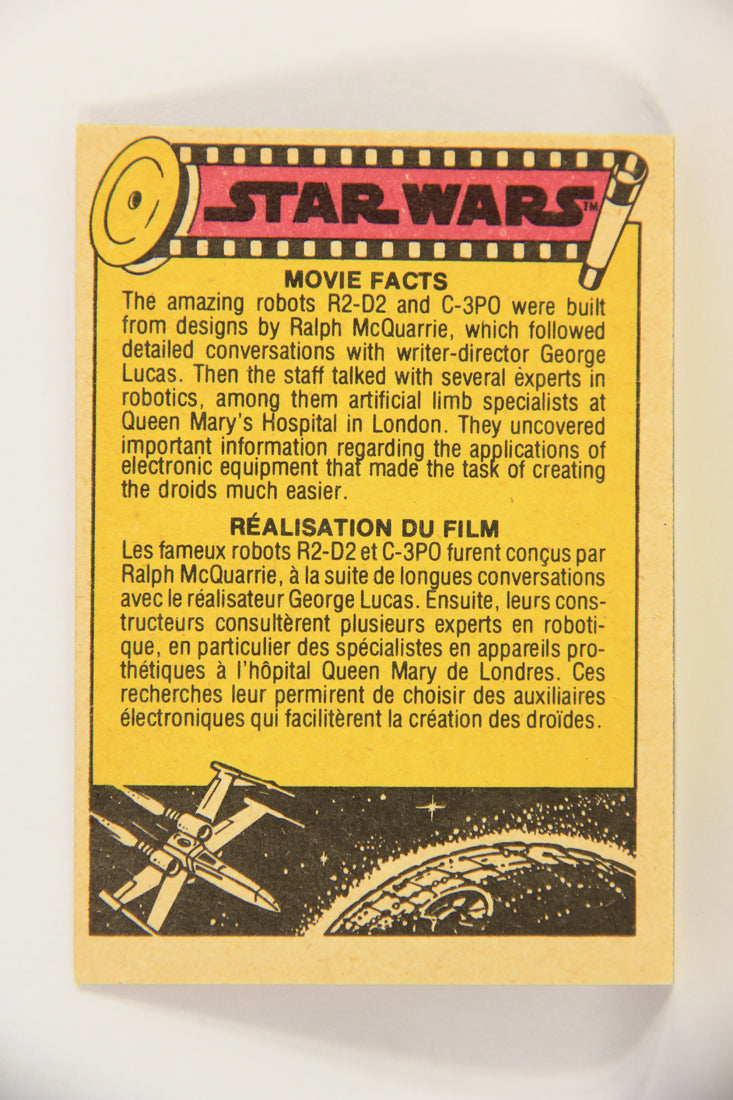 STAR WARS™
MOVIE FACTS
The amazing robots R2-D2 and C-3PO were built
from designs by Ralph McQuarrie, which followed
detailed conversations with writer-director George
Lucas. Then the staff talked with several experts in
robotics, among them artificial limb specialists at
Queen Mary's Hospital in London. They uncovered
important information regarding the applications of
electronic equipment that made the task of creating
the droids much easier.
RÉALISATION DU FILM
Les fameux robots R2-D2 et C-3PO furent conçus par
Ralph McQuarrie, à la suite de longues conversations
avec le réalisateur George Lucas. Ensuite, leurs cons-
tructeurs consultèrent plusieurs experts en roboti-
que, en particulier des spécialistes en appareils pro-
thétiques à l'hôpital Queen Mary de Londres. Ces
recherches leur permirent de choisir des auxiliaires
électroniques qui facilitèrent la création des droïdes.